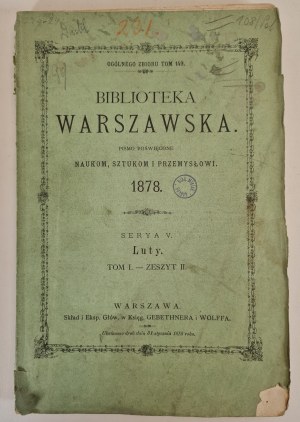 OGÓLNEGO ZBIORU TOM 149.
BIBLIOTEKA
WARSZAWSKA.
PISMO POŚWIĘCONE
NAUKOM, SZTUKOM I PRZEMYSŁOWI.
1878.
SERYA V.
Luty.
TOM I. — ZESZYT II.
WARSZAWA.
Skład i Eksp. Główn. w Księg. GEBETHNERA i WOLFFA.